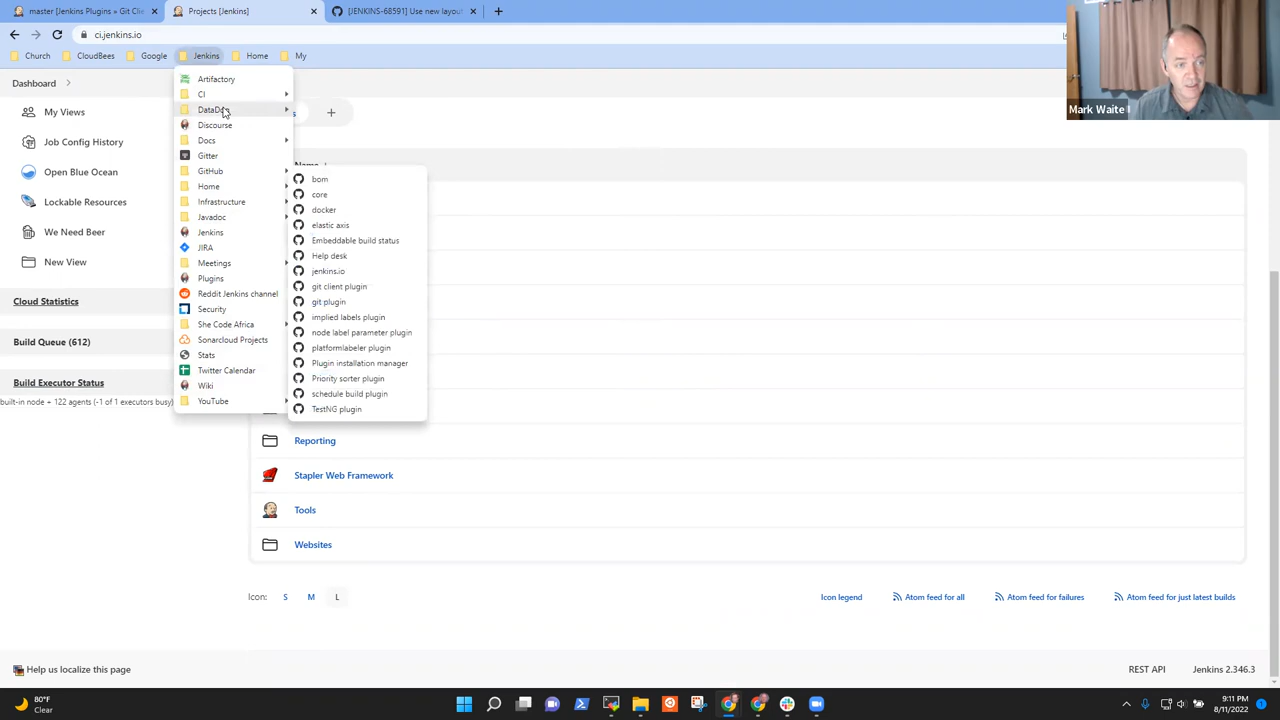 master [Jenkins Plugins » Git Cli
Projects [Jenkins]
[JENKINS-68591] Use new layou
ci.jenkins.io
Church
CloudBees
Google
Jenkins
Home
My
Mark Waite
Dashboard
My Views
Job Config History
Open Blue Ocean
Lockable Resources
We Need Beer
New View
Cloud Statistics
Build Queue (612)
Build Executor Status
built-in node + 122 agents (-1 of 1 executors busy)
Artifactory
CI
DataDog
Discourse
Docs
Gitter
GitHub
Home
Infrastructure
Javadoc
Jenkins
JIRA
Meetings
Plugins
Reddit Jenkins channel
Security
She Code Africa
Sonarcloud Projects
Stats
Twitter Calendar
Wiki
YouTube
Name
bom
core
docker
elastic axis
Embeddable build status
Help desk
jenkins.io
git client plugin
git plugin
implied labels plugin
node label parameter plugin
platformlabeler plugin
Plugin installation manager
Priority sorter plugin
schedule build plugin
TestNG plugin
Reporting
Stapler Web Framework
Tools
Websites
Icon: S M L
Icon legend
Atom feed for all
Atom feed for failures
Atom feed for just latest builds
Help us localize this page
REST API
Jenkins 2.346.3
80°F
Clear
9:11 PM
8/11/2022